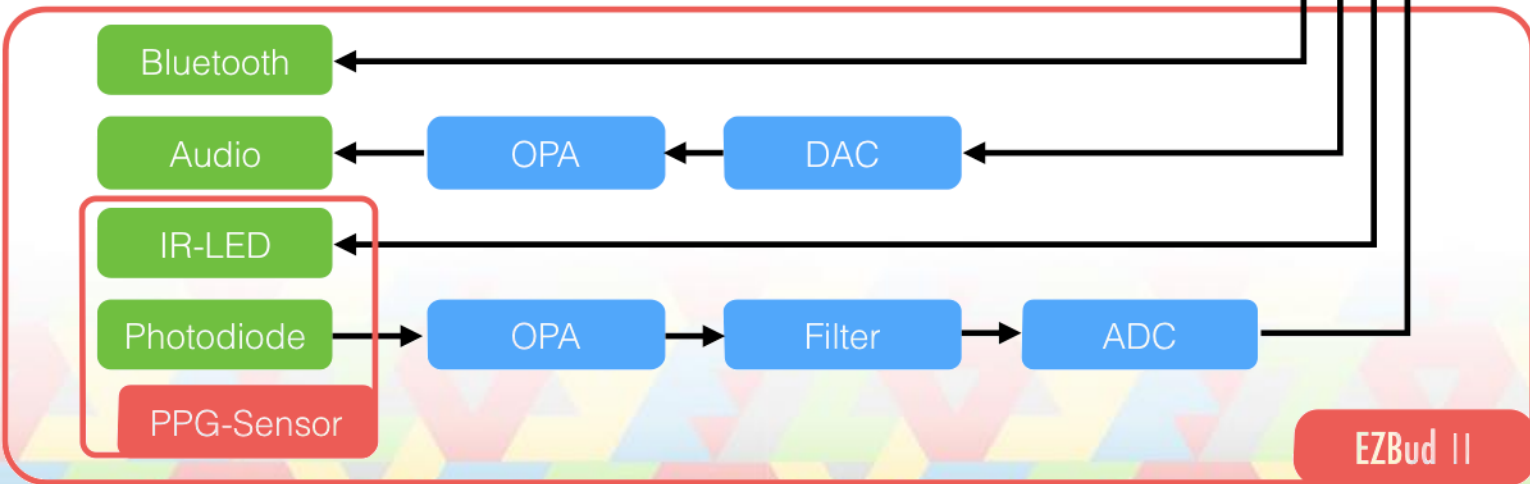 Bluetooth
Audio
OPA
DAC
IR-LED
Photodiode
OPA
Filter
ADC
PPG-Sensor
EZBud II